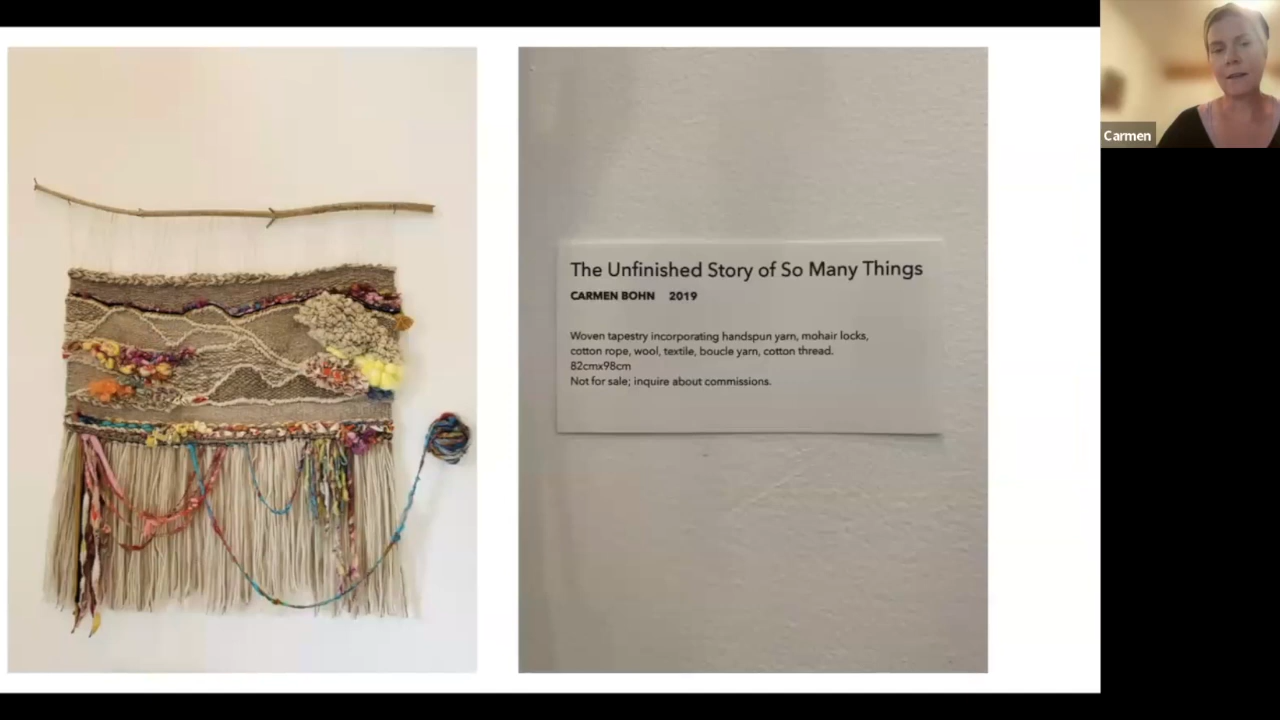 The Unfinished Story of So Many Things
CARMEN BOHN 2019
Woven tapestry incorporating handspun yarn, mohair locks,
cotton rope, wool, textile, boucle yarn, cotton thread.
82cmx98cm
Not for sale; inquire about commissions.
Carmen